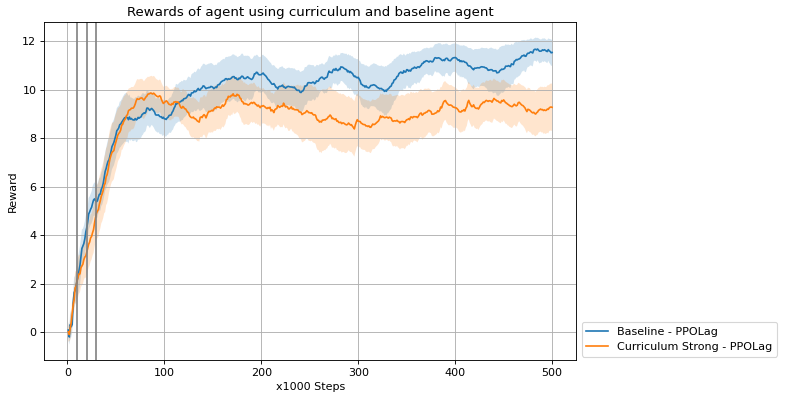 Rewards of agent using curriculum and baseline agent
Reward
12
10
8
6
4
2
0
0 100 200 300 400 500
x1000 Steps
Baseline - PPOLag
Curriculum Strong - PPOLag